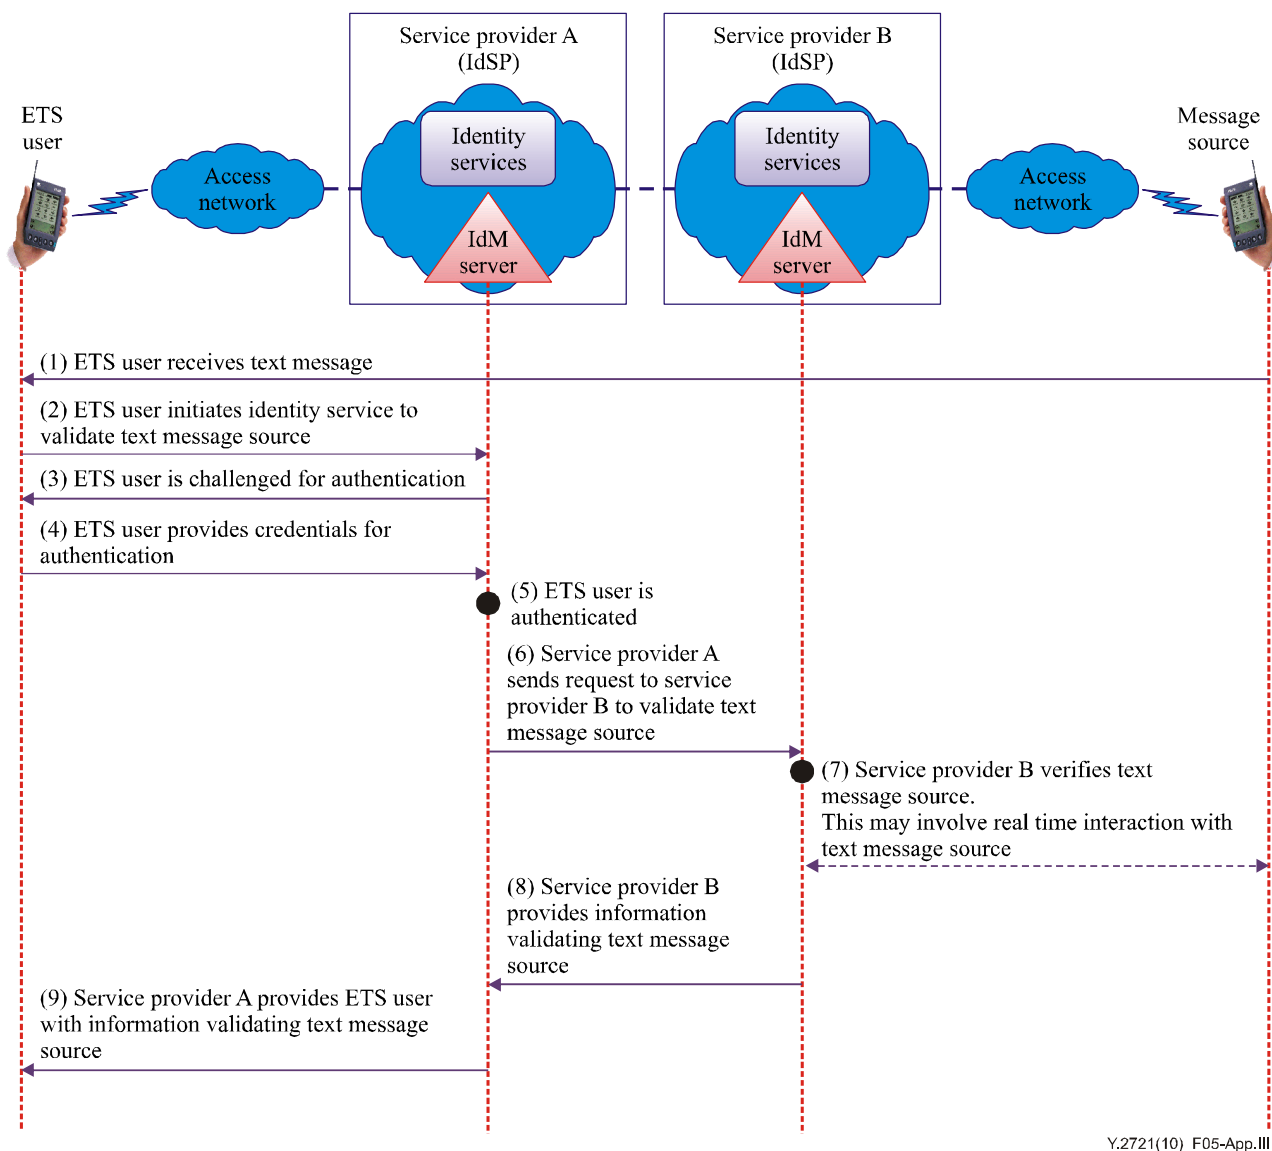 Service provider A
(IdSP)
Service provider B
(IdSP)
ETS
user
Message
source
Identity
services
Identity
services
Access
network
Access
network
IdM
server
IdM
server
(1) ETS user receives text message
(2) ETS user initiates identity service to
validate text message source
(3) ETS user is challenged for authentication
(4) ETS user provides credentials for
authentication
(5) ETS user is
authenticated
(6) Service provider A
sends request to service
provider B to validate text
message source
(7) Service provider B verifies text
message source.
This may involve real time interaction with
text message source
(8) Service provider B
provides information
validating text message
source
(9) Service provider A provides ETS user
with information validating text message
source
Y.2721(10)_F05-App.III